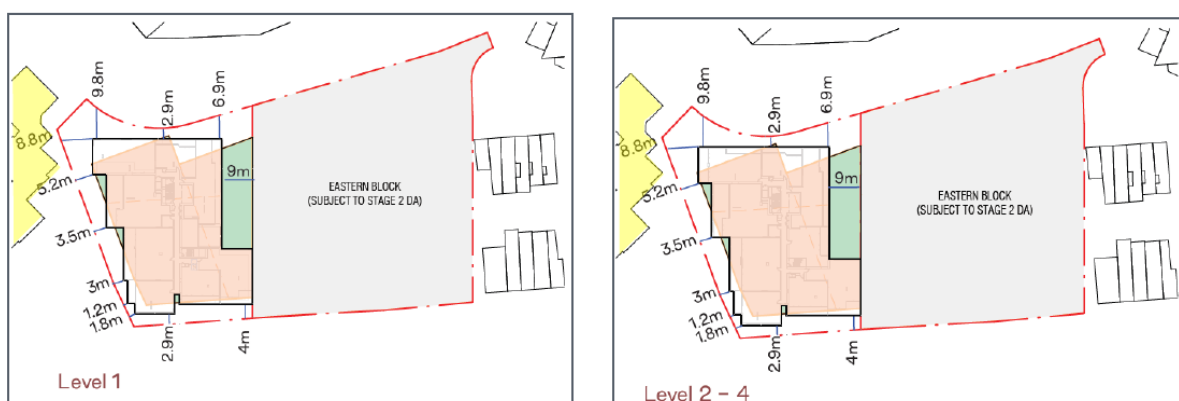 9.8m
2.9m
6.9m
8.8m
5.2m
9m
3.5m
EASTERN BLOCK
(SUBJECT TO STAGE 2 DA)
3m
1.2m
1.8m
2.9m
4m
Level 1
9.8m
2.9m
6.9m
8.8m
5.2m
9m
3.5m
EASTERN BLOCK
(SUBJECT TO STAGE 2 DA)
3m
1.2m
1.8m
2.9m
4m
Level 2 – 4